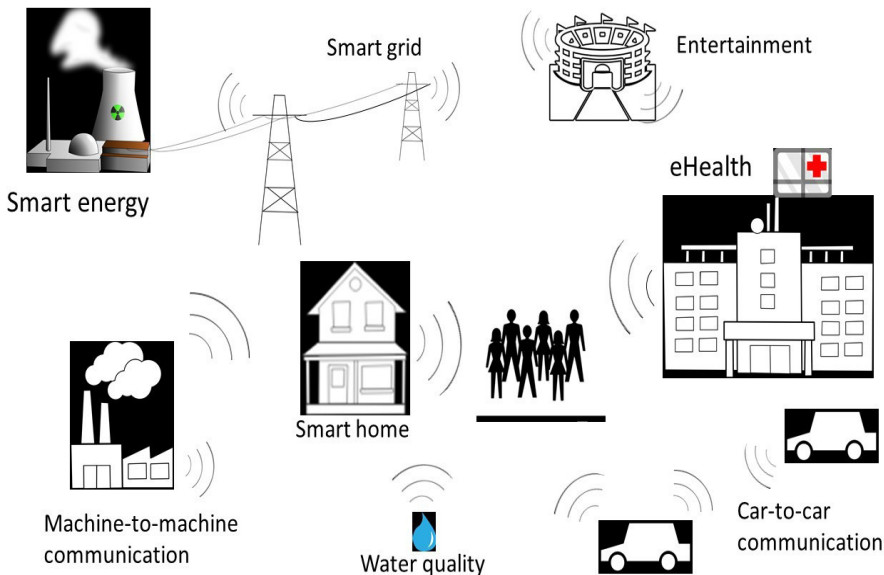 Smart grid
Entertainment
eHealth
Smart energy
Smart home
Machine-to-machine
communication
Water quality
Car-to-car
communication